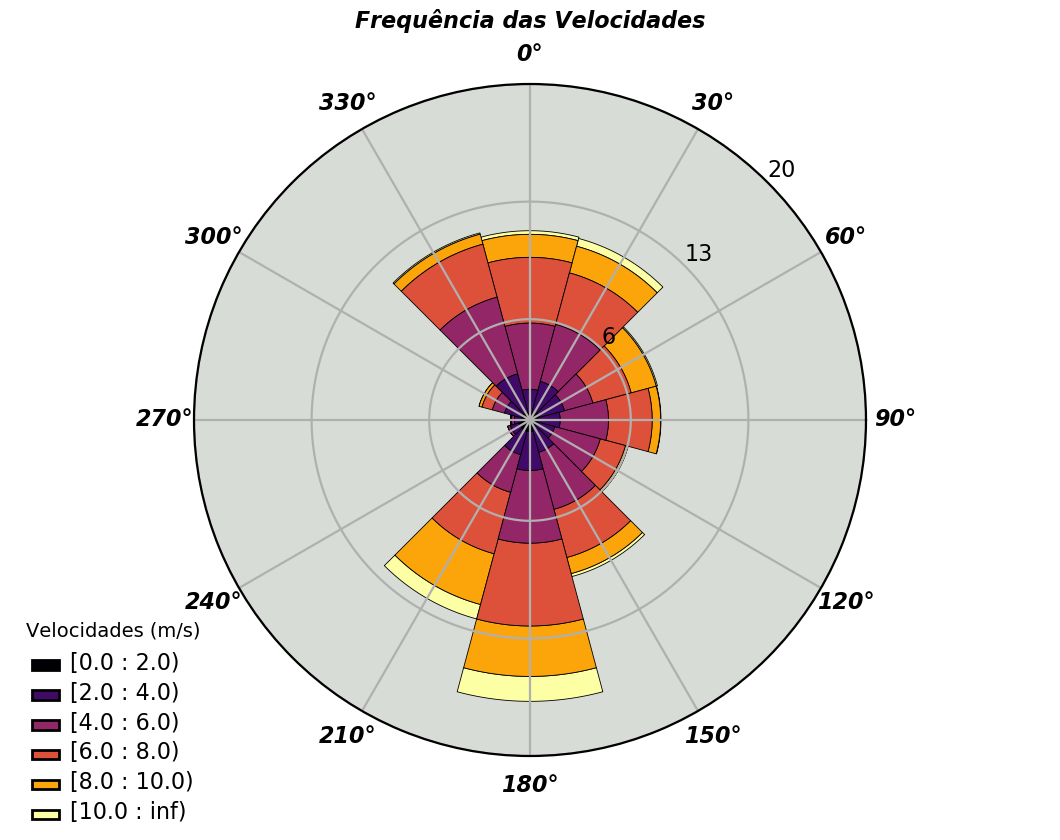 Frequência das Velocidades
0°
330°
30°
20
300°
60°
13
6
270°
90°
240°
120°
210°
150°
180°
Velocidades (m/s)
[0.0 : 2.0)
[2.0 : 4.0)
[4.0 : 6.0)
[6.0 : 8.0)
[8.0 : 10.0)
[10.0 : inf)